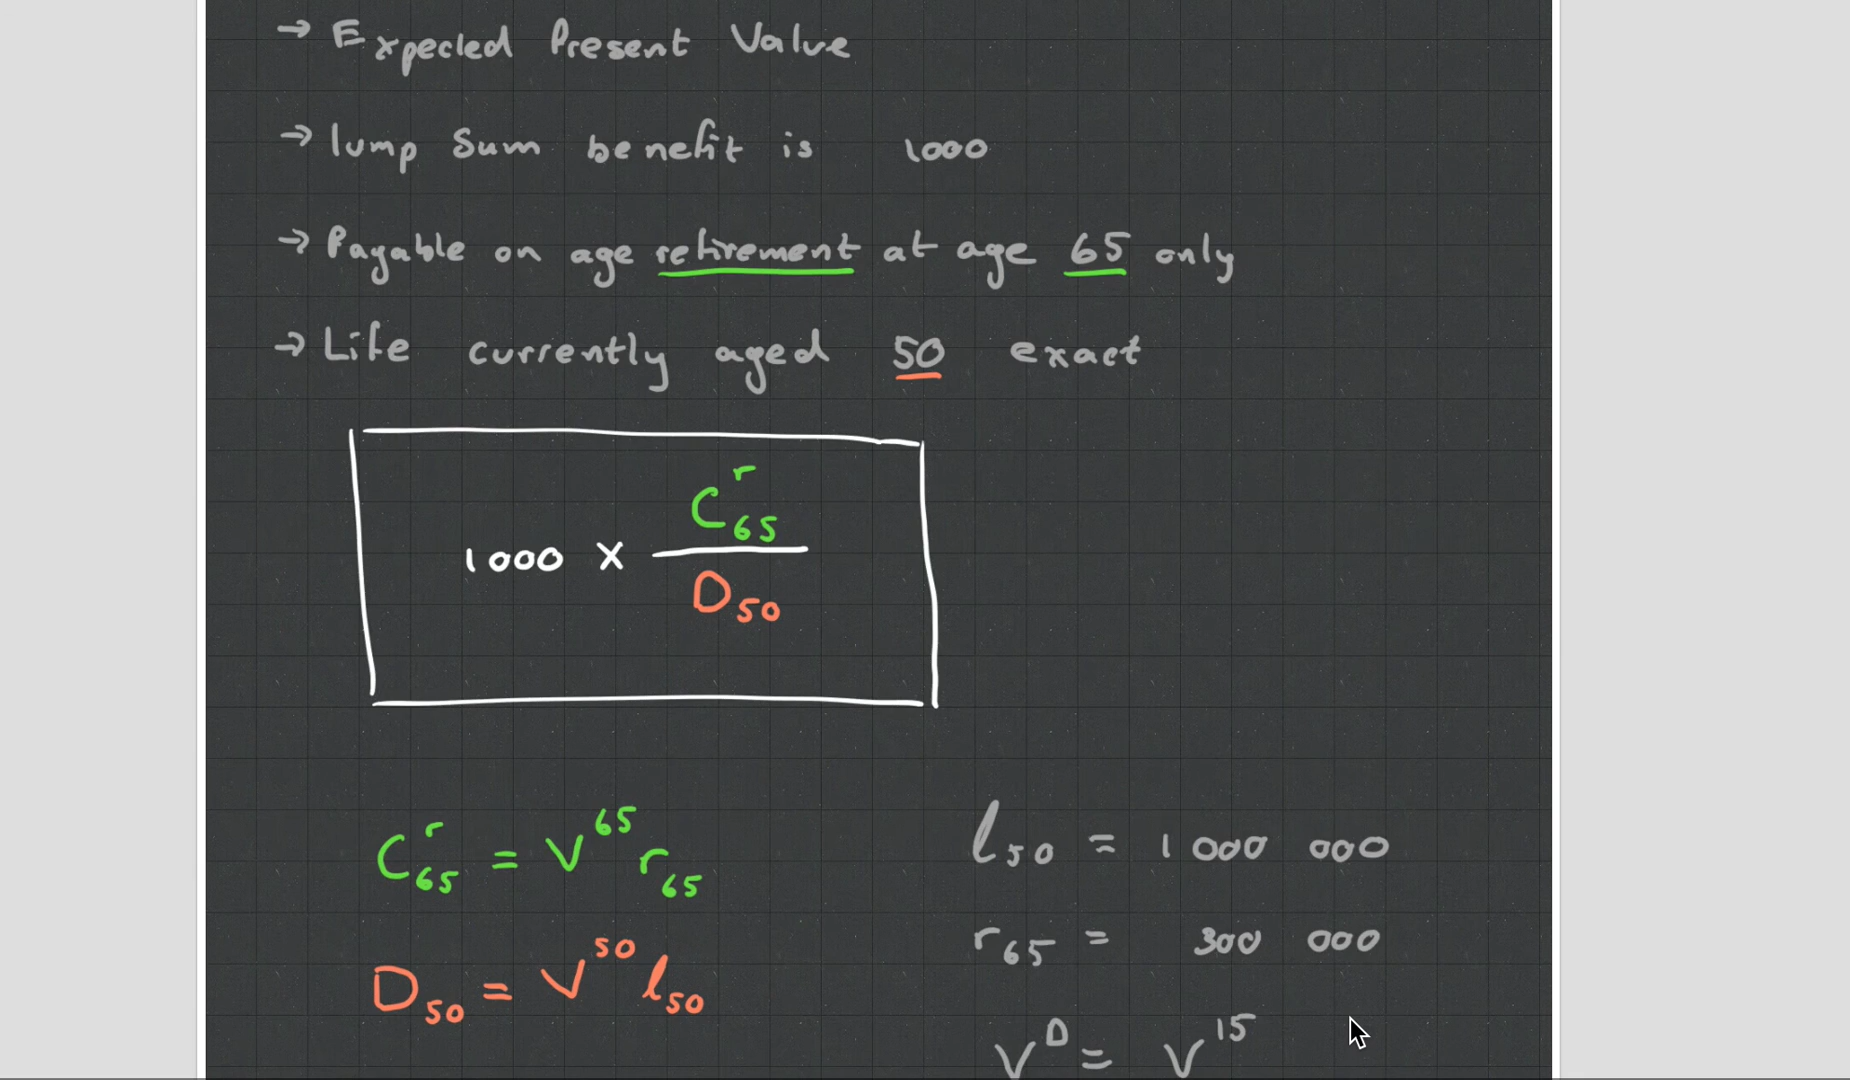 → Expected Present Value
→ lump sum benefit is 1000
→ Payable on age retirement at age 65 only
→ Life currently aged 50 exact
1000 × C^r_65 / D_50
C^r_65 = V^65 r_65
l_50 = 1 000 000
r_65 = 300 000
D_50 = V^50 l_50
V^D = V^15